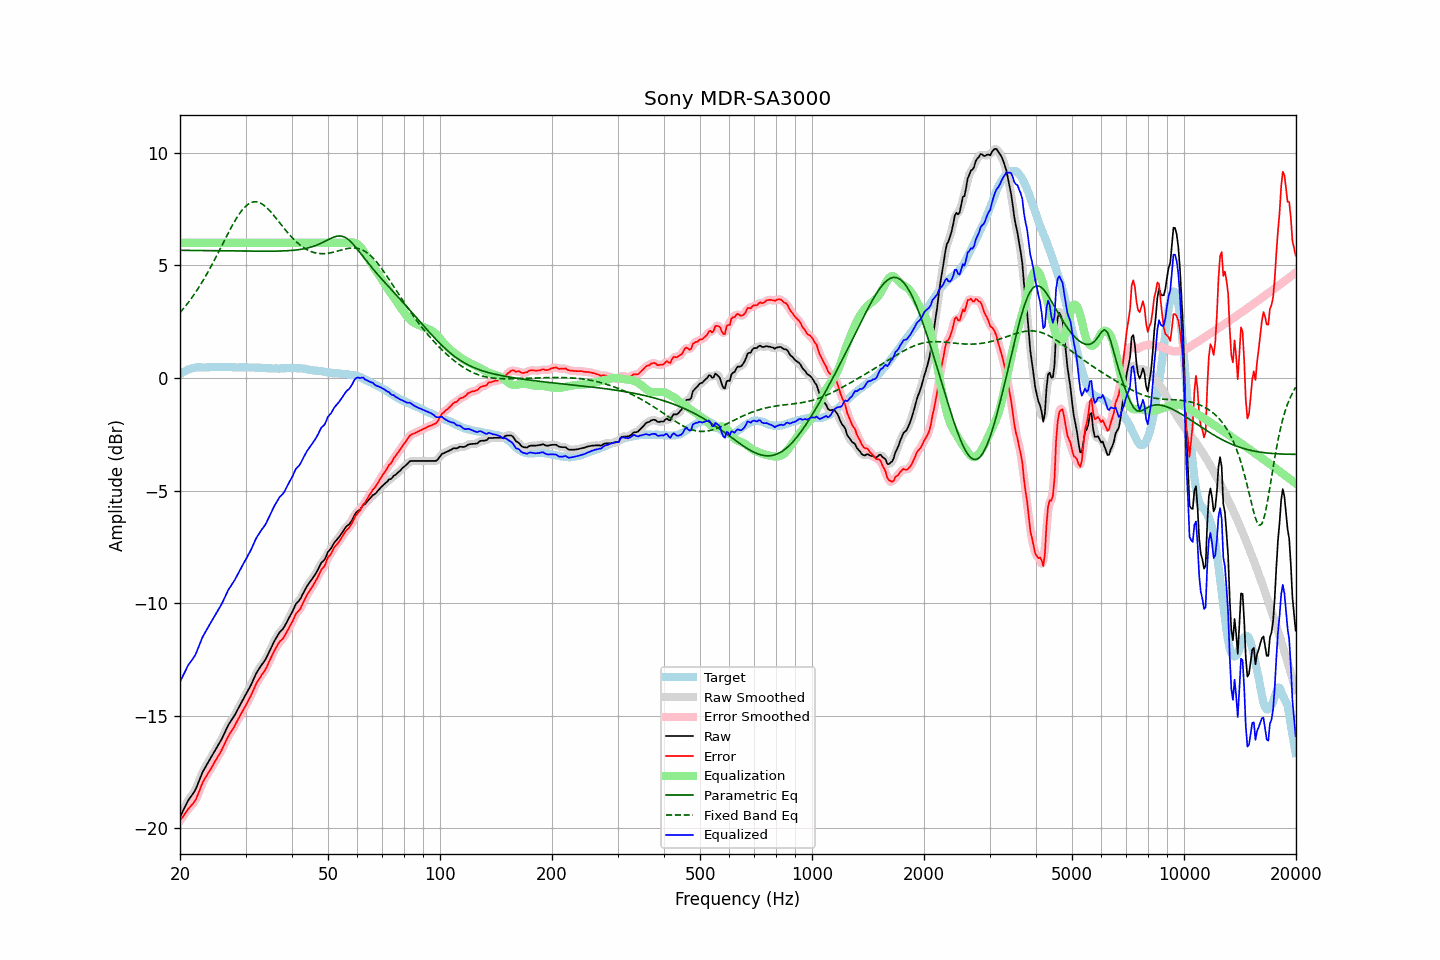 Sony MDR-SA3000
Amplitude (dBr)
10
5
0
−5
−10
−15
−20
Target
Raw Smoothed
Error Smoothed
Raw
Error
Equalization
Parametric Eq
Fixed Band Eq
Equalized
20 50 100 200 500 1000 2000 5000 10000 20000
Frequency (Hz)